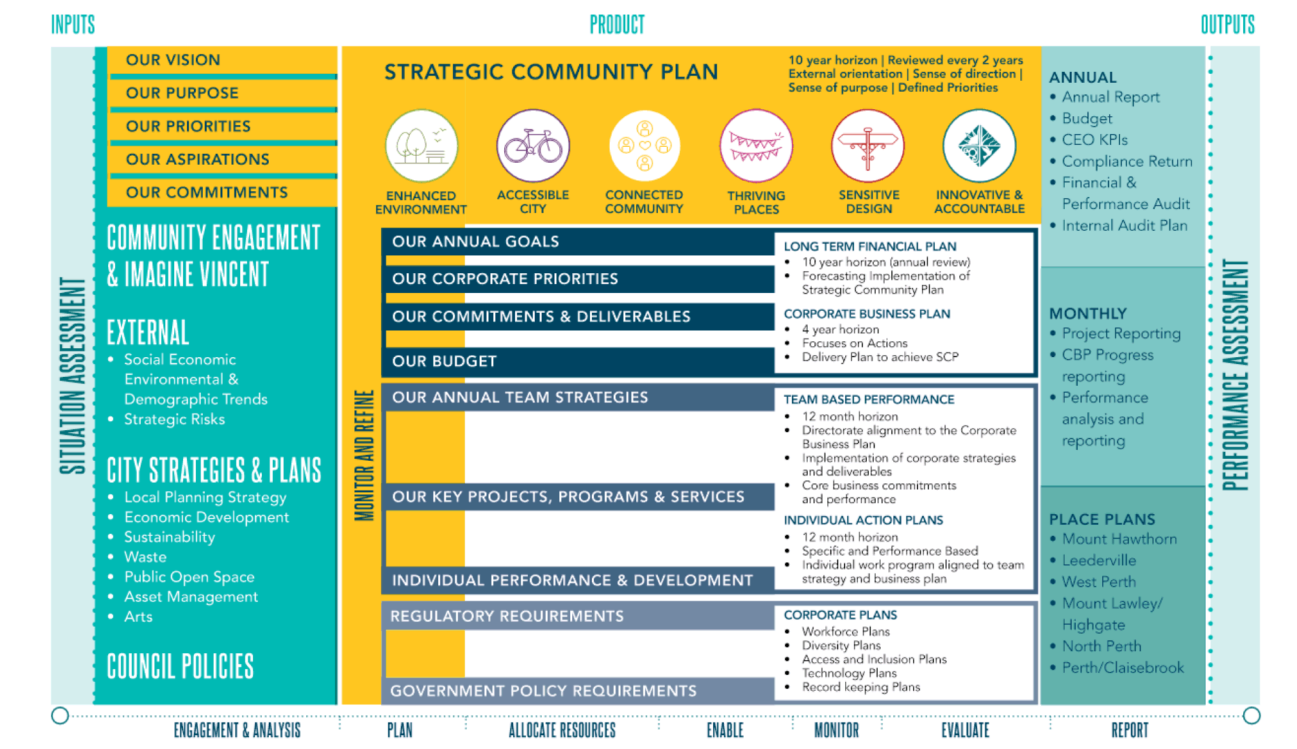 INPUTS
PRODUCT
OUTPUTS
SITUATION ASSESSMENT
OUR VISION
OUR PURPOSE
OUR PRIORITIES
OUR ASPIRATIONS
OUR COMMITMENTS
COMMUNITY ENGAGEMENT
& IMAGINE VINCENT
EXTERNAL
• Social Economic
Environmental &
Demographic Trends
• Strategic Risks
CITY STRATEGIES & PLANS
• Local Planning Strategy
• Economic Development
• Sustainability
• Waste
• Public Open Space
• Asset Management
• Arts
COUNCIL POLICIES
MONITOR AND REFINE
STRATEGIC COMMUNITY PLAN
10 year horizon | Reviewed every 2 years
External orientation | Sense of direction |
Sense of purpose | Defined Priorities
ENHANCED
ENVIRONMENT
ACCESSIBLE
CITY
CONNECTED
COMMUNITY
THRIVING
PLACES
SENSITIVE
DESIGN
INNOVATIVE &
ACCOUNTABLE
OUR ANNUAL GOALS
OUR CORPORATE PRIORITIES
OUR COMMITMENTS & DELIVERABLES
OUR BUDGET
LONG TERM FINANCIAL PLAN
• 10 year horizon (annual review)
• Forecasting Implementation of
Strategic Community Plan
CORPORATE BUSINESS PLAN
• 4 year horizon
• Focuses on Actions
• Delivery Plan to achieve SCP
OUR ANNUAL TEAM STRATEGIES
OUR KEY PROJECTS, PROGRAMS & SERVICES
INDIVIDUAL PERFORMANCE & DEVELOPMENT
TEAM BASED PERFORMANCE
• 12 month horizon
• Directorate alignment to the Corporate
Business Plan
• Implementation of corporate strategies
and deliverables
• Core business commitments
and performance
INDIVIDUAL ACTION PLANS
• 12 month horizon
• Specific and Performance Based
• Individual work program aligned to team
strategy and business plan
REGULATORY REQUIREMENTS
GOVERNMENT POLICY REQUIREMENTS
CORPORATE PLANS
• Workforce Plans
• Diversity Plans
• Access and Inclusion Plans
• Technology Plans
• Record keeping Plans
ANNUAL
• Annual Report
• Budget
• CEO KPIs
• Compliance Return
• Financial &
Performance Audit
• Internal Audit Plan
MONTHLY
• Project Reporting
• CBP Progress
reporting
• Performance
analysis and
reporting
PLACE PLANS
• Mount Hawthorn
• Leederville
• West Perth
• Mount Lawley/
Highgate
• North Perth
• Perth/Claisebrook
PERFORMANCE ASSESSMENT
ENGAGEMENT & ANALYSIS
PLAN
ALLOCATE RESOURCES
ENABLE
MONITOR
EVALUATE
REPORT